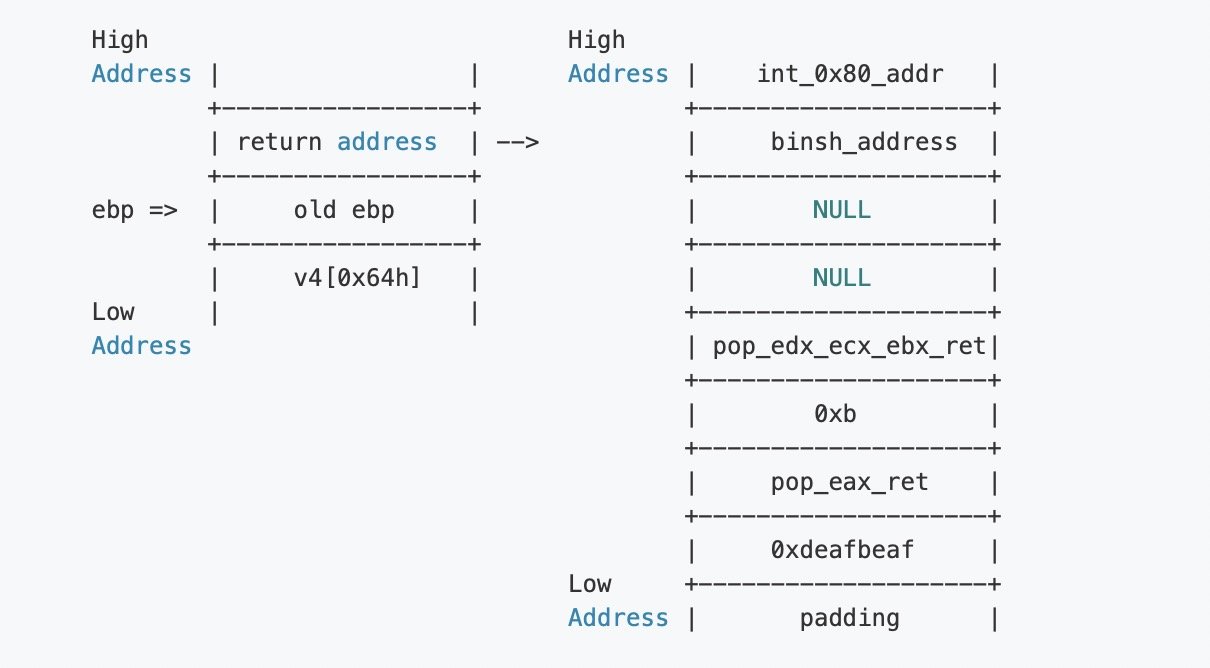 High                             High
Address |                 |      Address |    int_0x80_addr   |
        +-----------------+              +--------------------+
        | return address  | -->          |     binsh_address  |
        +-----------------+              +--------------------+
ebp =>  |     old ebp     |              |        NULL        |
        +-----------------+              +--------------------+
        |     v4[0x64h]   |              |        NULL        |
Low     |                 |              +--------------------+
Address                                  | pop_edx_ecx_ebx_ret|
                                         +--------------------+
                                         |        0xb         |
                                         +--------------------+
                                         |     pop_eax_ret    |
                                         +--------------------+
                                         |     0xdeafbeaf     |
                                 Low     +--------------------+
                                 Address |       padding      |